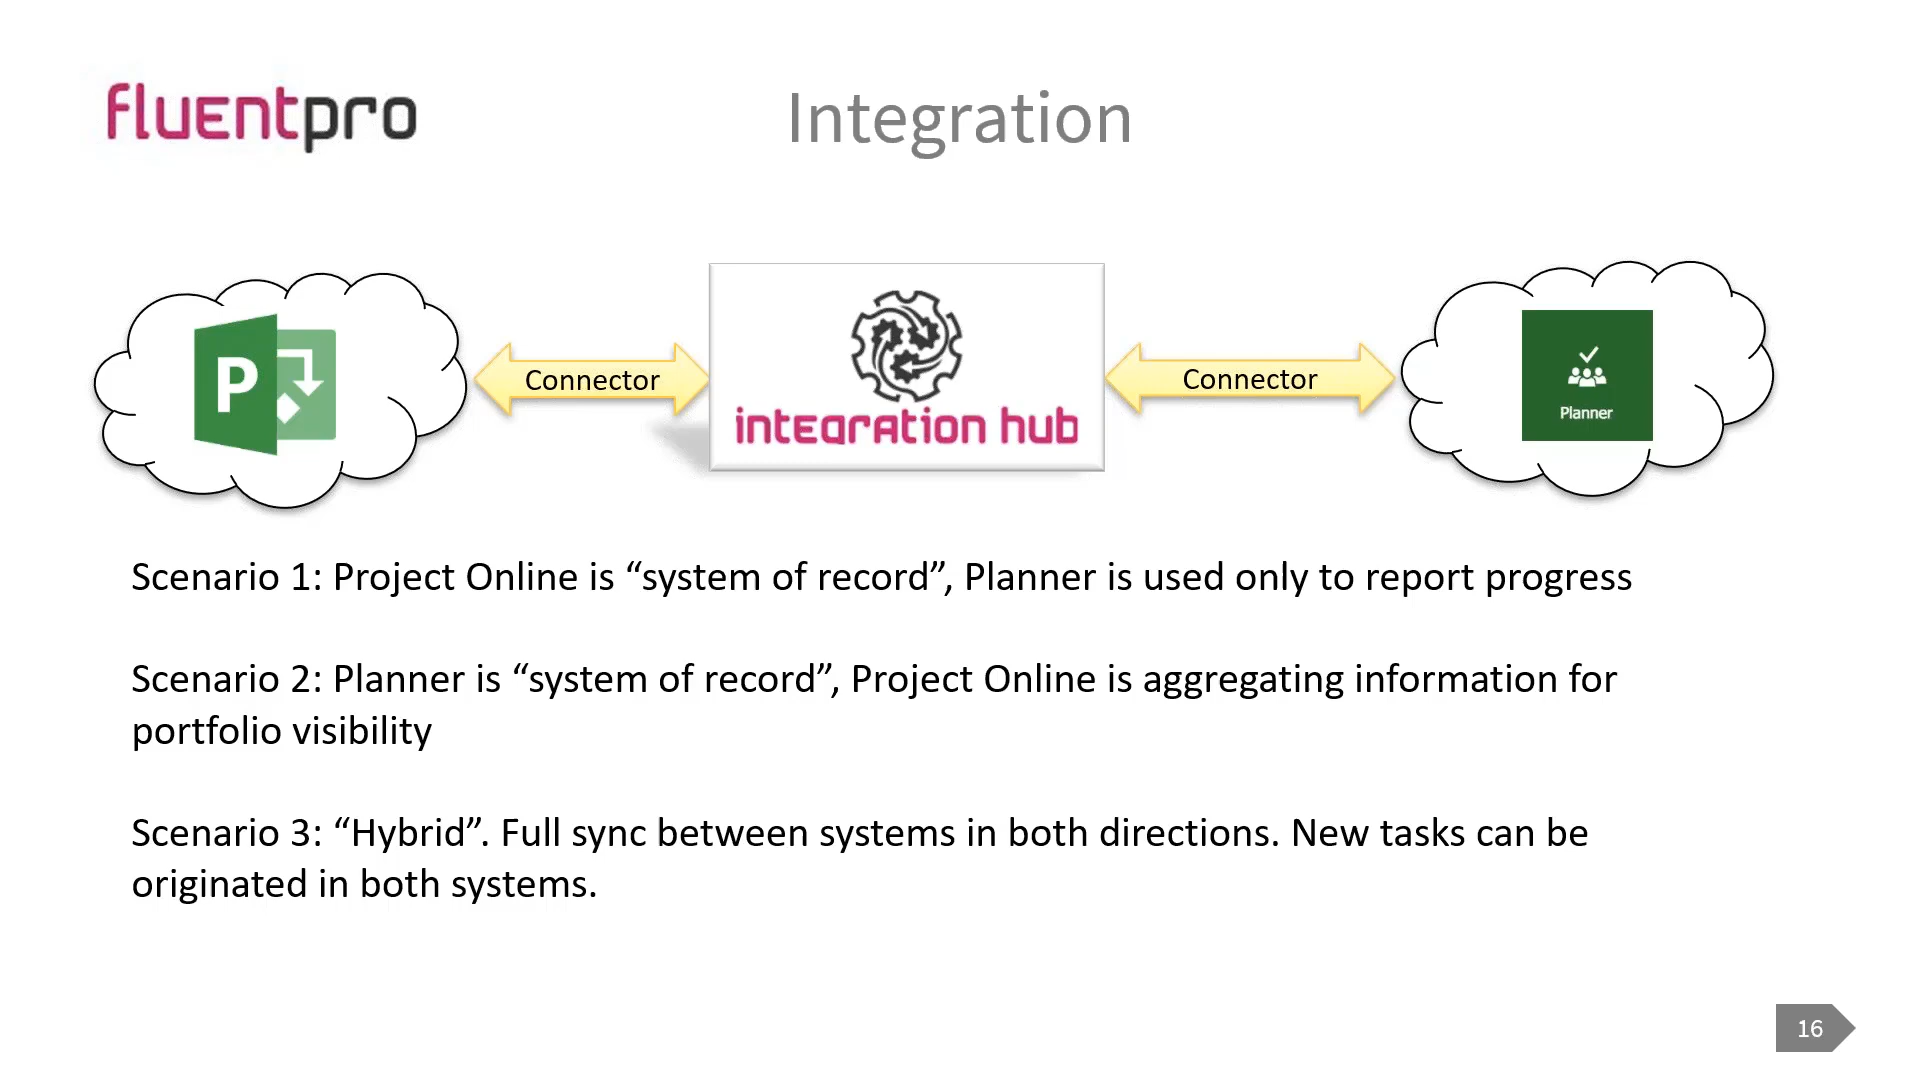 fluentpro
Integration
P
Connector
integration hub
Connector
Planner
Scenario 1: Project Online is “system of record”, Planner is used only to report progress
Scenario 2: Planner is “system of record”, Project Online is aggregating information for
portfolio visibility
Scenario 3: “Hybrid”. Full sync between systems in both directions. New tasks can be
originated in both systems.
16